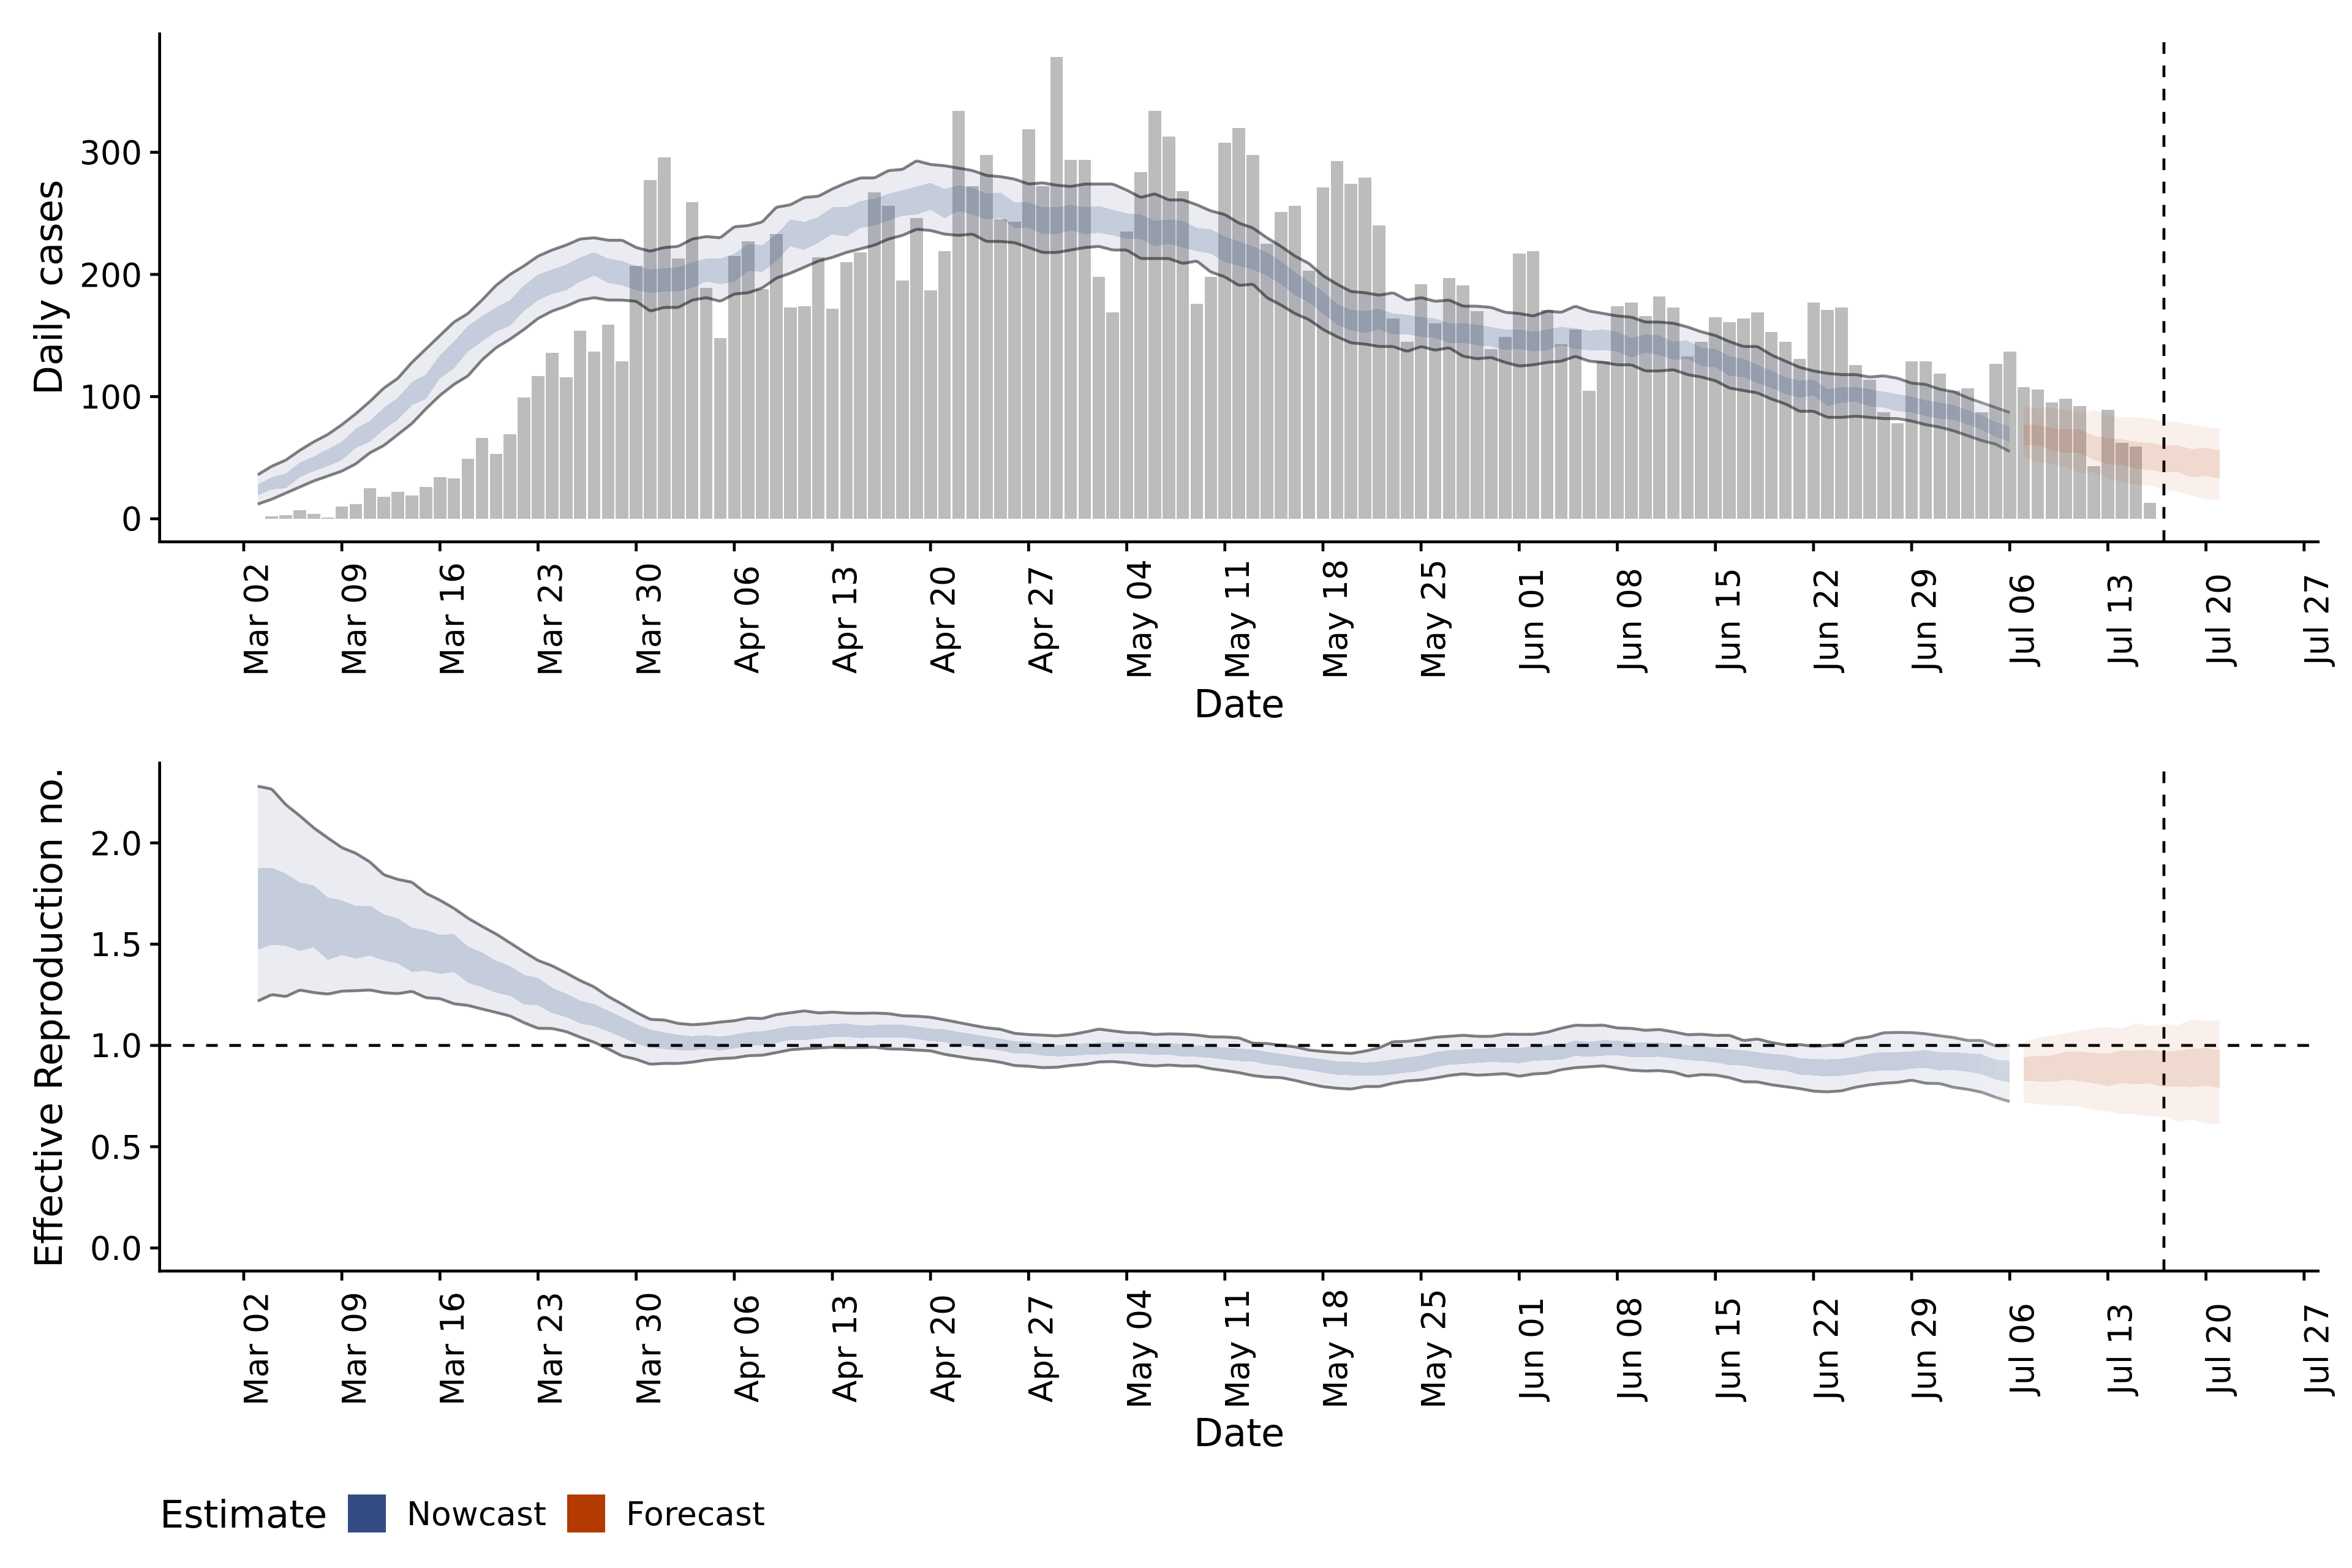 Daily cases
300
200
100
0
Mar 02
Mar 09
Mar 16
Mar 23
Mar 30
Apr 06
Apr 13
Apr 20
Apr 27
May 04
May 11
May 18
May 25
Jun 01
Jun 08
Jun 15
Jun 22
Jun 29
Jul 06
Jul 13
Jul 20
Jul 27
Date
Effective Reproduction no.
2.0
1.5
1.0
0.5
0.0
Mar 02
Mar 09
Mar 16
Mar 23
Mar 30
Apr 06
Apr 13
Apr 20
Apr 27
May 04
May 11
May 18
May 25
Jun 01
Jun 08
Jun 15
Jun 22
Jun 29
Jul 06
Jul 13
Jul 20
Jul 27
Date
Estimate Nowcast Forecast